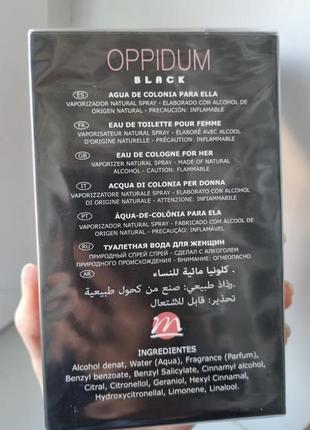 OPPIDUM
BLACK
ES AGUA DE COLONIA PARA ELLA
VAPORIZADOR NATURAL SPRAY - ELABORADO CON ALCOHOL DE
ORIGEN NATURAL - PRECAUCIÓN: INFLAMABLE
FR EAU DE TOILETTE POUR FEMME
VAPORISATEUR NATUREL SPRAY - ÉLABORÉ AVEC ALCOOL
D'ORIGINE NATURELLE - PRÉCAUTION: INFLAMMABLE
GB EAU DE COLOGNE FOR HER
VAPORIZER NATURAL SPRAY - MADE OF NATURAL
ALCOHOL - CAUTION: FLAMMABLE
IT ACQUA DI COLONIA PER DONNA
VAPORIZZATORE NATURALE SPRAY - ELABORATO CON ALCOHOL
DI ORIGINE NATURALE - ATTENZIONE: INFIAMMABILE
PT ÁQUA-DE-COLÓNIA PARA ELA
VAPORIZADOR NATURAL SPRAY - FABRICADO COM ÁLCOOL DE
ORIGEM NATURAL - PRECAUÇÃO: INFLAMÁVEL
RU ТУАЛЕТНАЯ ВОДА ДЛЯ ЖЕНЩИН
ПРИРОДНЫЙ СПРЕЙ СПРЕЙ - СДЕЛАЛ С АЛКОГОЛЕМ
ПРИРОДНОГО ПРОИСХОЖДЕНИЯ - ВНИМАНИЕ: ОГНЕОПАСНО
AR كلونيا مائية للنساء .
رذاذ طبيعي: صنع من كحول طبيعية.
تحذير: قابل للاشتعال
m
INGREDIENTES
Alcohol denat, Water (Aqua), Fragrance (Parfum),
Benzyl benzoate, Benzyl Salicylate, Cinnamyl alcohol,
Citral, Citronellol, Geraniol, Hexyl Cinnamal,
Hydroxycitronellal, Limonene, Linalool.